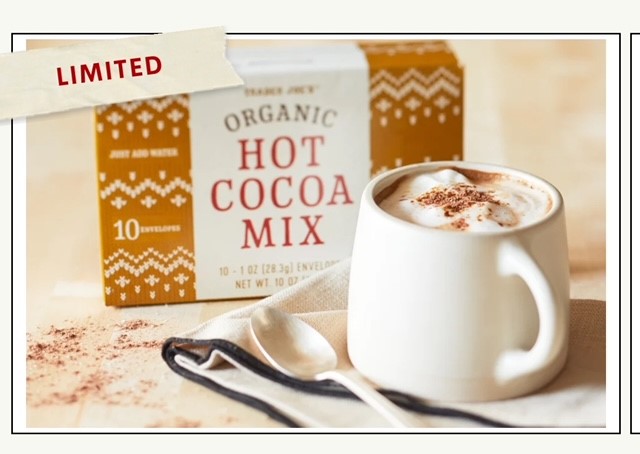 LIMITED
TRADER JOE'S
ORGANIC
HOT
COCOA
MIX
JUST ADD WATER
10 ENVELOPES
10 - 1 OZ (28.3g)
NET WT. 10 OZ